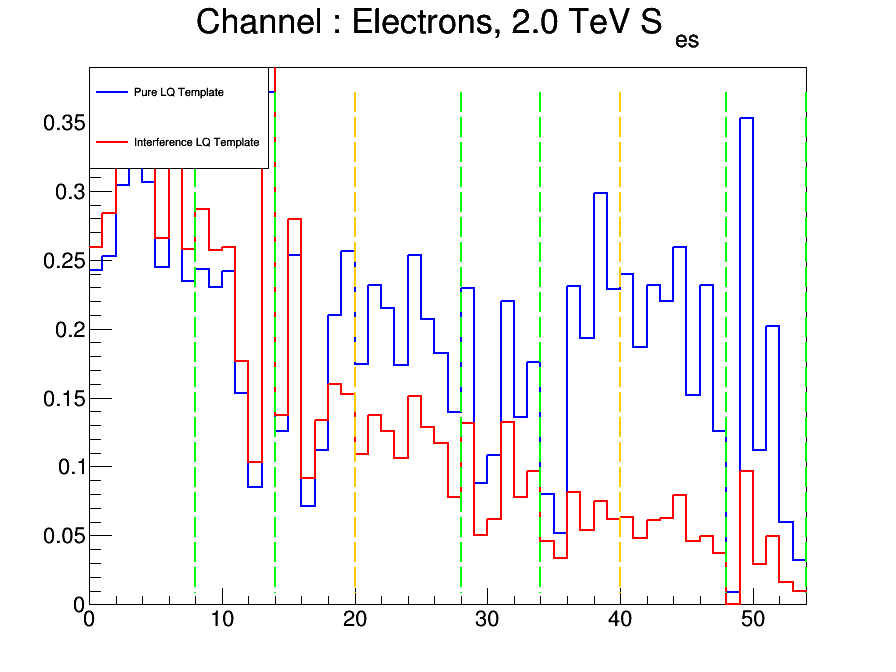 Channel : Electrons, 2.0 TeV S es
Pure LQ Template
Interference LQ Template
0.35
0.3
0.25
0.2
0.15
0.1
0.05
0
0 10 20 30 40 50